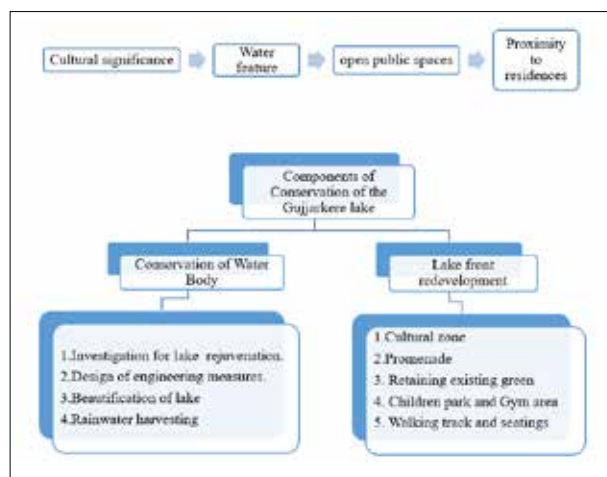 Cultural significance
Water
feature
open public spaces
Proximity
to
residences
Components of
Conservation of the
Gujjarkere lake
Conservation of Water
Body
Lake front
redevelopment
1.Investigation for lake rejuvenation.
2.Design of engineering measures.
3.Beautification of lake
4.Rainwater harvesting
1 Cultural zone
2.Promenade
3. Retaining existing green
4. Children park and Gym area
5. Walking track and seatings